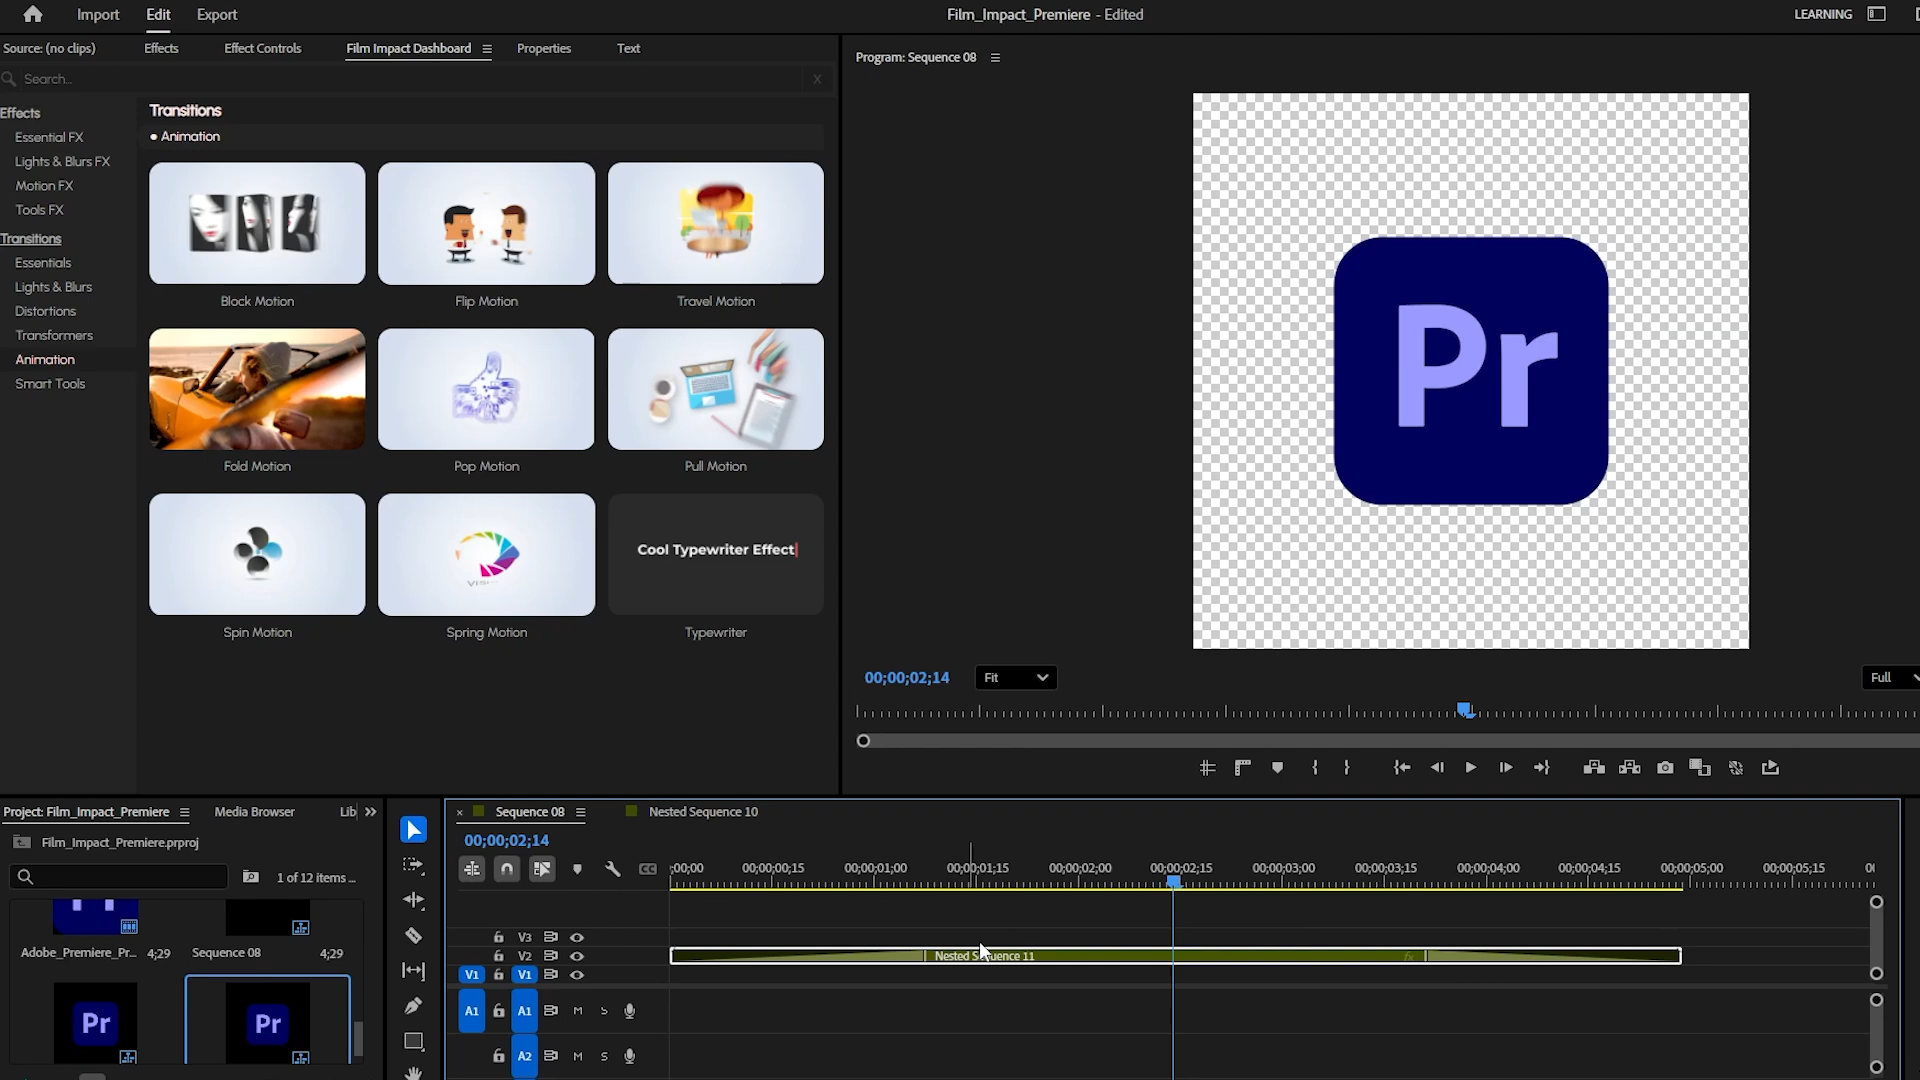 Import
Edit
Export
Film_Impact_Premiere - Edited
LEARNING
Source: (no clips)
Effects
Effect Controls
Film Impact Dashboard
Properties
Text
Program: Sequence 08
Search...
X
Effects
Essential FX
Lights & Blurs FX
Motion FX
Tools FX
Transitions
Essentials
Lights & Blurs
Distortions
Transformers
Animation
Smart Tools
Transitions
Animation
Block Motion
Flip Motion
Travel Motion
Fold Motion
Pop Motion
Pull Motion
Cool Typewriter Effect
Spin Motion
Spring Motion
Typewriter
Pr
00;00;02;14
Fit
Full
Project: Film_Impact_Premiere
Media Browser
Lib
Film_Impact_Premiere.prproj
1 of 12 items ...
Adobe_Premiere_Pr... 4;29
Sequence 08 4;29
Pr
Pr
× Sequence 08
Nested Sequence 10
00;00;02;14
;00;00
00;00;00;15
00;00;01;00
00;00;01;15
00;00;02;00
00;00;02;15
00;00;03;00
00;00;03;15
00;00;04;00
00;00;04;15
00;00;05;00
00;00;05;15
CC
V3
V2
Nested Sequence 11
fx
V1 V1
A1 A1 M S
A2 M S